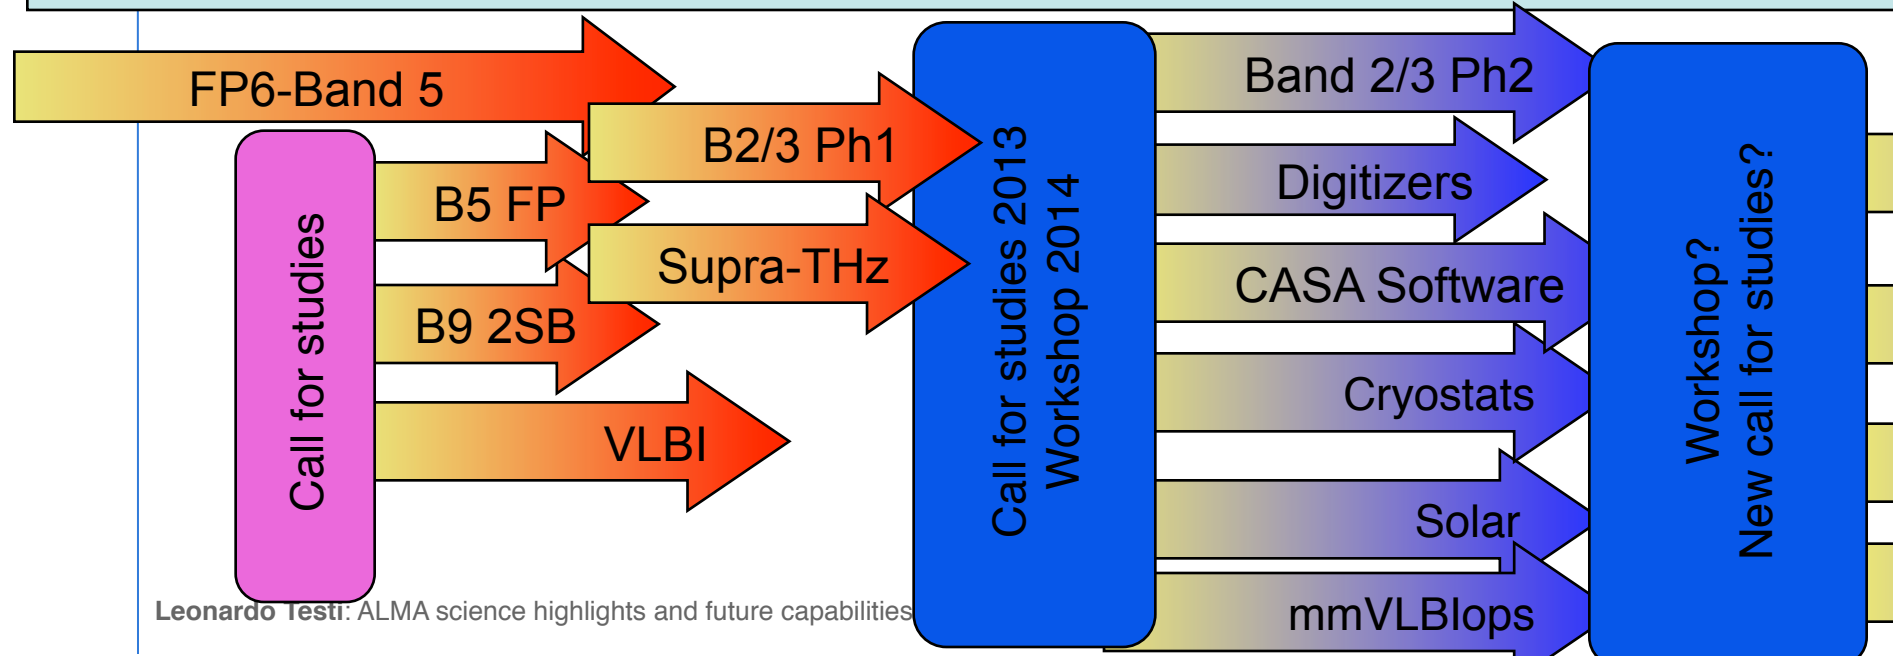 FP6-Band 5
B2/3 Ph1
B5 FP
Supra-THz
B9 2SB
VLBI
Call for studies
Call for studies 2013
Workshop 2014
Band 2/3 Ph2
Digitizers
CASA Software
Cryostats
Solar
mmVLBIops
Workshop?
New call for studies?
Leonardo Testi: ALMA science highlights and future capabilities